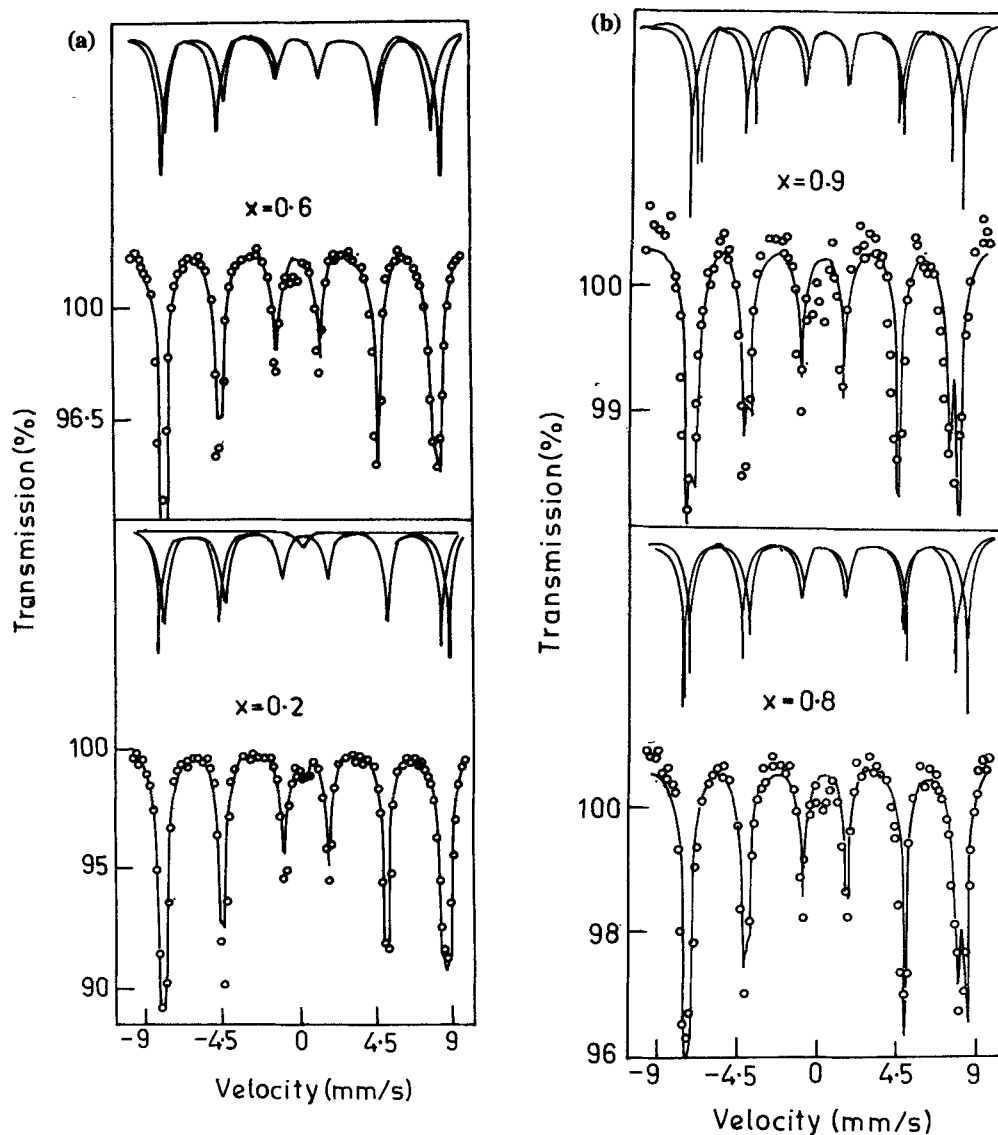 (a)
x=0·6
100
96·5
Transmission (%)
x=0·2
100
95
90
-9 -4·5 0 4·5 9
Velocity (mm/s)
(b)
x=0·9
100
99
Transmission (%)
x=0·8
100
98
96
-9 -4·5 0 4·5 9
Velocity (mm/s)